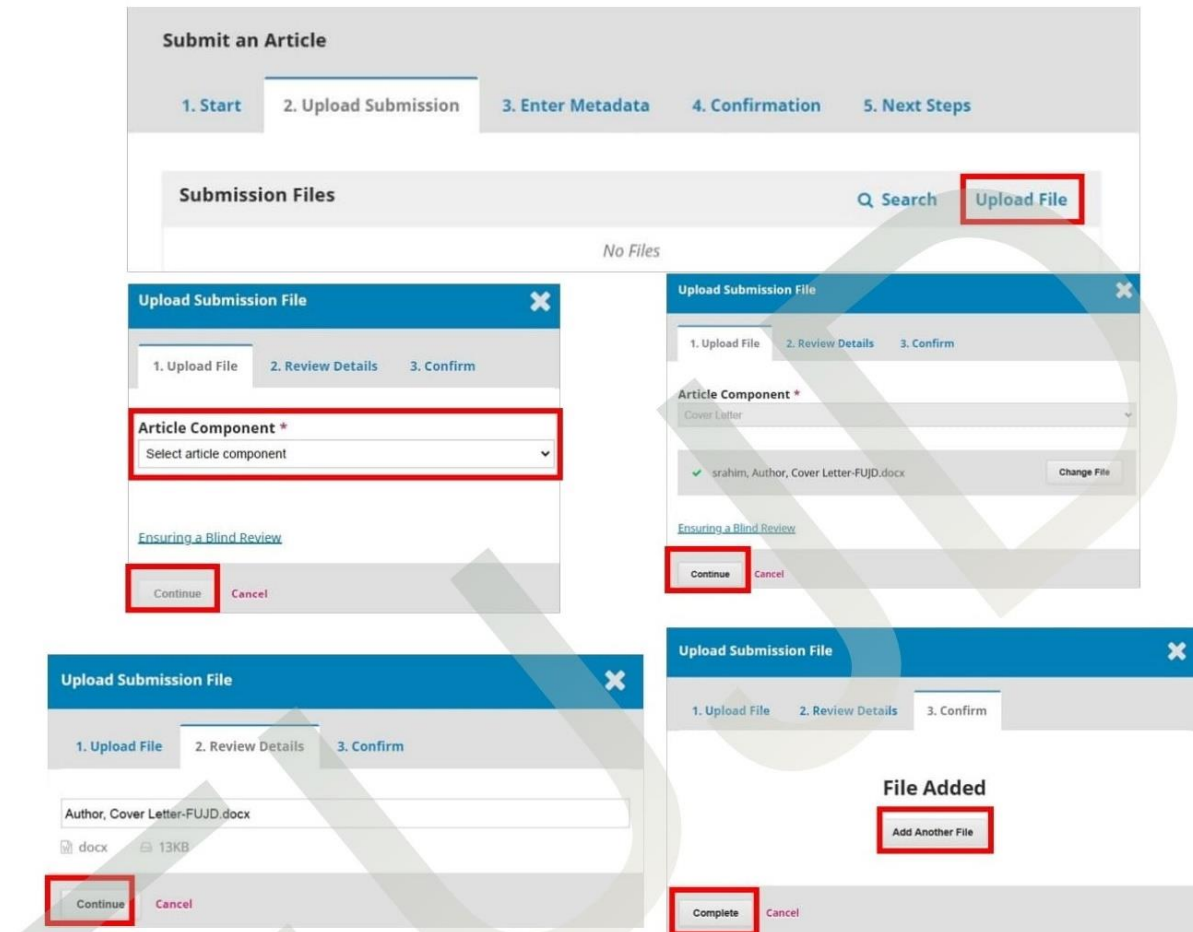 Submit an Article
1. Start 2. Upload Submission 3. Enter Metadata 4. Confirmation 5. Next Steps
Submission Files Search Upload File
No Files
Upload Submission File
1. Upload File 2. Review Details 3. Confirm
Article Component *
Select article component
Ensuring a Blind Review
Continue Cancel
Upload Submission File
1. Upload File 2. Review Details 3. Confirm
Article Component *
Cover Letter
srahim, Author, Cover Letter-FUJD.docx Change File
Ensuring a Blind Review
Continue Cancel
Upload Submission File
1. Upload File 2. Review Details 3. Confirm
Author, Cover Letter-FUJD.docx
docx 13KB
Continue Cancel
Upload Submission File
1. Upload File 2. Review Details 3. Confirm
File Added
Add Another File
Complete Cancel